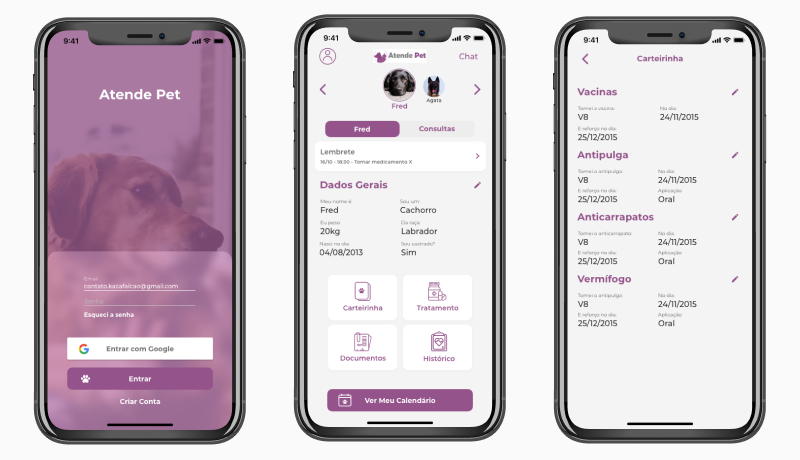 9:41
Atende Pet
Email
contato.kacafalcao@gmail.com
Senha
Esqueci a senha
Entrar com Google
Entrar
Criar Conta
9:41
Atende Pet
Chat
Fred
Agata
Fred
Consultas
Lembrete
16/10 - 18:30 - Tomar medicamento X
Dados Gerais
Meu nome é
Sou um
Fred
Cachorro
Eu peso
Da raça
20kg
Labrador
Nasci no dia
Sou castrado?
04/08/2013
Sim
Carteirinha
Tratamento
Documentos
Histórico
Ver Meu Calendário
9:41
Carteirinha
Vacinas
Tomei a vacina:
No dia:
V8
24/11/2015
E reforço no dia:
25/12/2015
Antipulga
Tomei o antipulga
No dia:
V8
24/11/2015
E reforço no dia:
Aplicação:
25/12/2015
Oral
Anticarrapatos
Tomei o anticarrapato
No dia:
V8
24/11/2015
E reforço no dia:
Aplicação:
25/12/2015
Oral
Vermífogo
Tomei o antipulga
No dia:
V8
24/11/2015
E reforço no dia:
Aplicação:
25/12/2015
Oral